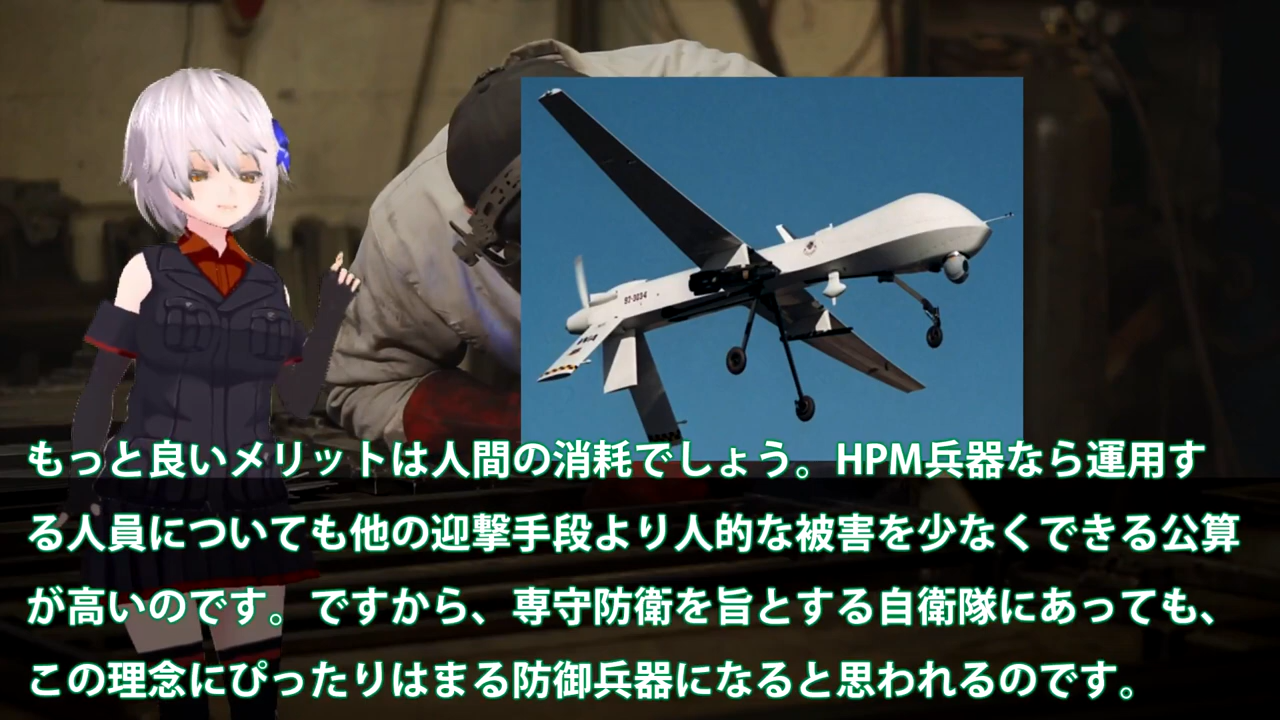 97-3034
WA
もっと良いメリットは人間の消耗でしょう。HPM兵器なら運用す
る人員についても他の迎撃手段より人的な被害を少なくできる公算
が高いのです。ですから、専守防衛を旨とする自衛隊にあっても、
この理念にぴったりはまる防御兵器になると思われるのです。